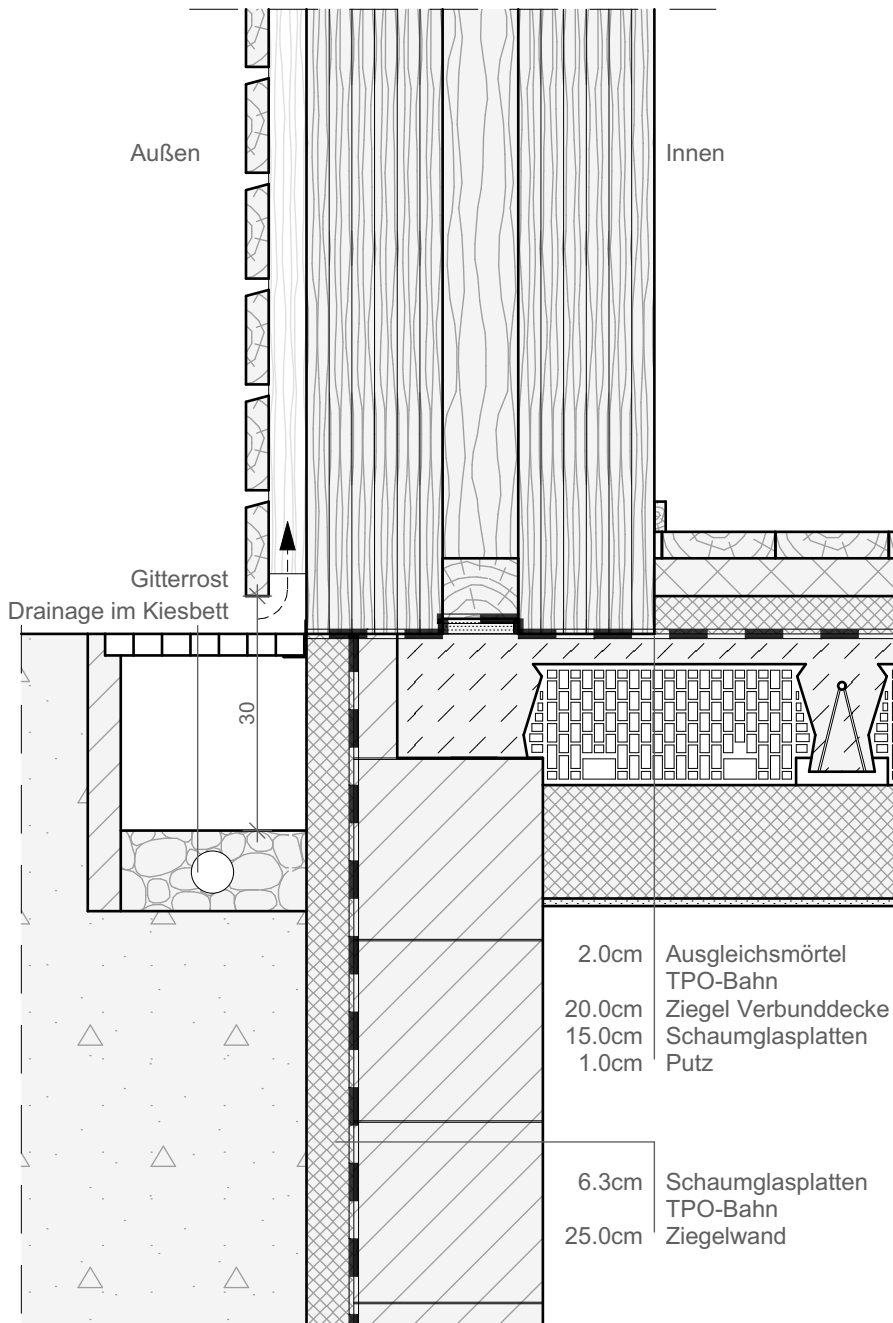 Außen
Innen
Gitterrost
Drainage im Kiesbett
30
2.0cm Ausgleichsmörtel
TPO-Bahn
20.0cm Ziegel Verbunddecke
15.0cm Schaumglasplatten
1.0cm Putz
6.3cm Schaumglasplatten
TPO-Bahn
25.0cm Ziegelwand